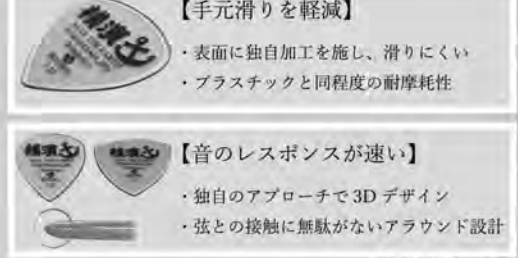 【手元滑りを軽減】
・表面に独自加工を施し、滑りにくい
・プラスチックと同程度の耐摩耗性
横濱
【音のレスポンスが速い】
・独自のアプローチで3Dデザイン
・弦との接触に無駄がないアラウンド設計